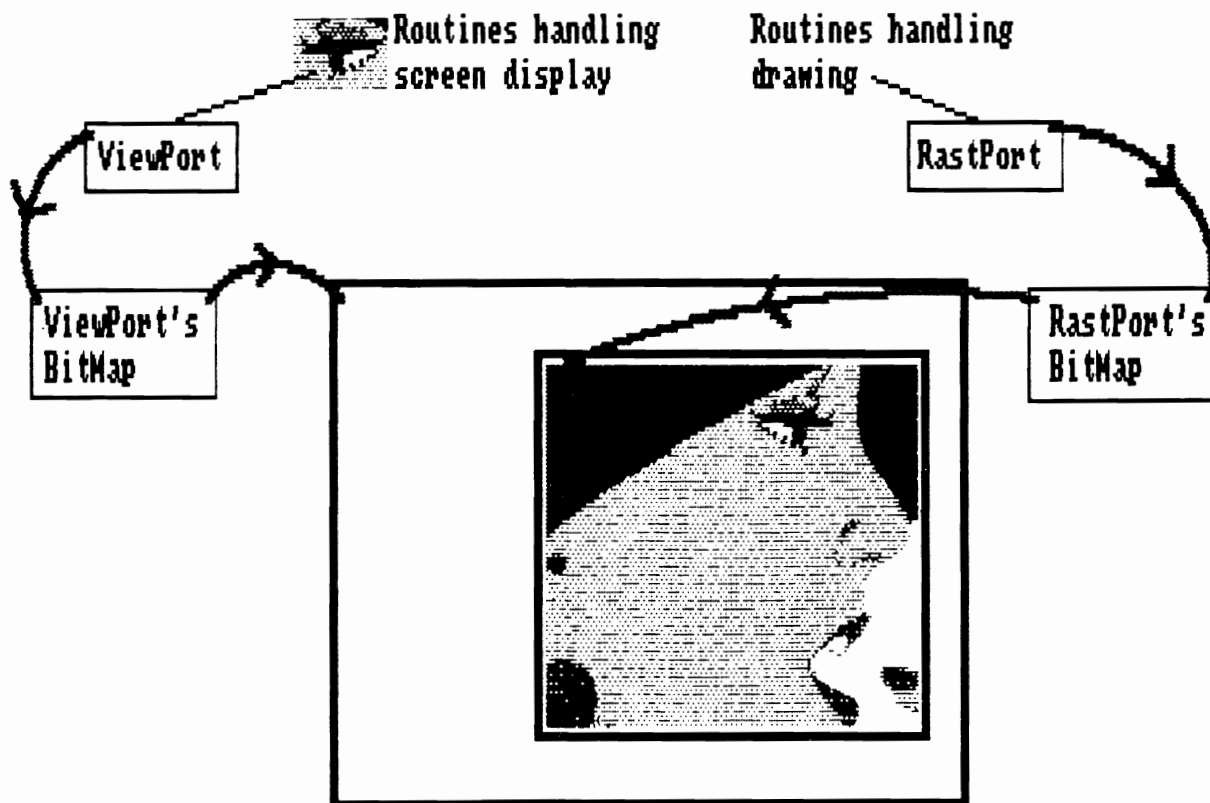 Routines handling
screen display
Routines handling
drawing
ViewPort
RastPort
ViewPort's
BitMap
RastPort's
BitMap